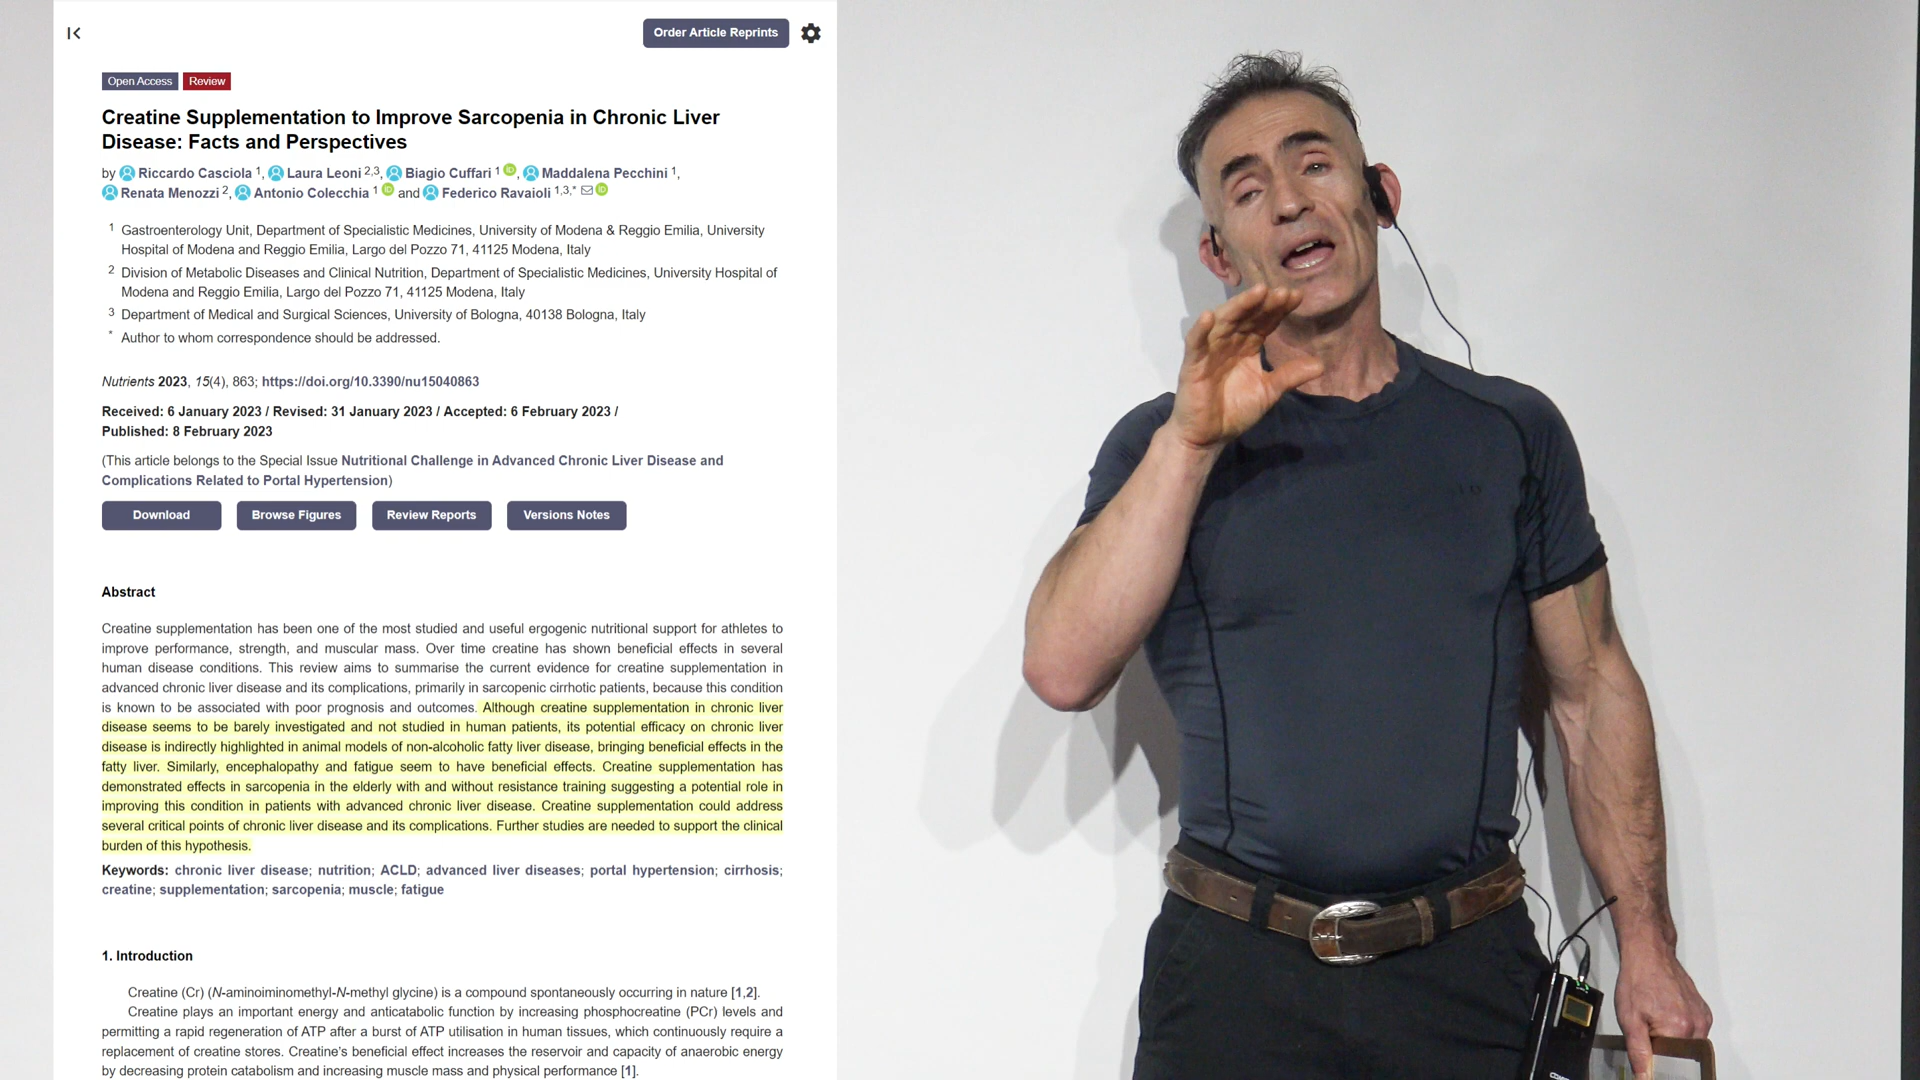 Order Article Reprints
Open Access Review
Creatine Supplementation to Improve Sarcopenia in Chronic Liver
Disease: Facts and Perspectives
by Riccardo Casciola 1, Laura Leoni 2,3, Biagio Cuffari 1 iD, Maddalena Pecchini 1,
Renata Menozzi 2, Antonio Colecchia 1 iD and Federico Ravaioli 1,3,* iD
1 Gastroenterology Unit, Department of Specialistic Medicines, University of Modena & Reggio Emilia, University
Hospital of Modena and Reggio Emilia, Largo del Pozzo 71, 41125 Modena, Italy
2 Division of Metabolic Diseases and Clinical Nutrition, Department of Specialistic Medicines, University Hospital of
Modena and Reggio Emilia, Largo del Pozzo 71, 41125 Modena, Italy
3 Department of Medical and Surgical Sciences, University of Bologna, 40138 Bologna, Italy
* Author to whom correspondence should be addressed.
Nutrients 2023, 15(4), 863; https://doi.org/10.3390/nu15040863
Received: 6 January 2023 / Revised: 31 January 2023 / Accepted: 6 February 2023 /
Published: 8 February 2023
(This article belongs to the Special Issue Nutritional Challenge in Advanced Chronic Liver Disease and
Complications Related to Portal Hypertension)
Download Browse Figures Review Reports Versions Notes
Abstract
Creatine supplementation has been one of the most studied and useful ergogenic nutritional support for athletes to
improve performance, strength, and muscular mass. Over time creatine has shown beneficial effects in several
human disease conditions. This review aims to summarise the current evidence for creatine supplementation in
advanced chronic liver disease and its complications, primarily in sarcopenic cirrhotic patients, because this condition
is known to be associated with poor prognosis and outcomes. Although creatine supplementation in chronic liver
disease seems to be barely investigated and not studied in human patients, its potential efficacy on chronic liver
disease is indirectly highlighted in animal models of non-alcoholic fatty liver disease, bringing beneficial effects in the
fatty liver. Similarly, encephalopathy and fatigue seem to have beneficial effects. Creatine supplementation has
demonstrated effects in sarcopenia in the elderly with and without resistance training suggesting a potential role in
improving this condition in patients with advanced chronic liver disease. Creatine supplementation could address
several critical points of chronic liver disease and its complications. Further studies are needed to support the clinical
burden of this hypothesis.
Keywords: chronic liver disease; nutrition; ACLD; advanced liver diseases; portal hypertension; cirrhosis;
creatine; supplementation; sarcopenia; muscle; fatigue
1. Introduction
Creatine (Cr) (N-aminoiminomethyl-N-methyl glycine) is a compound spontaneously occurring in nature [1,2].
Creatine plays an important energy and anticatabolic function by increasing phosphocreatine (PCr) levels and
permitting a rapid regeneration of ATP after a burst of ATP utilisation in human tissues, which continuously require a
replacement of creatine stores. Creatine's beneficial effect increases the reservoir and capacity of anaerobic energy
by decreasing protein catabolism and increasing muscle mass and physical performance [1].